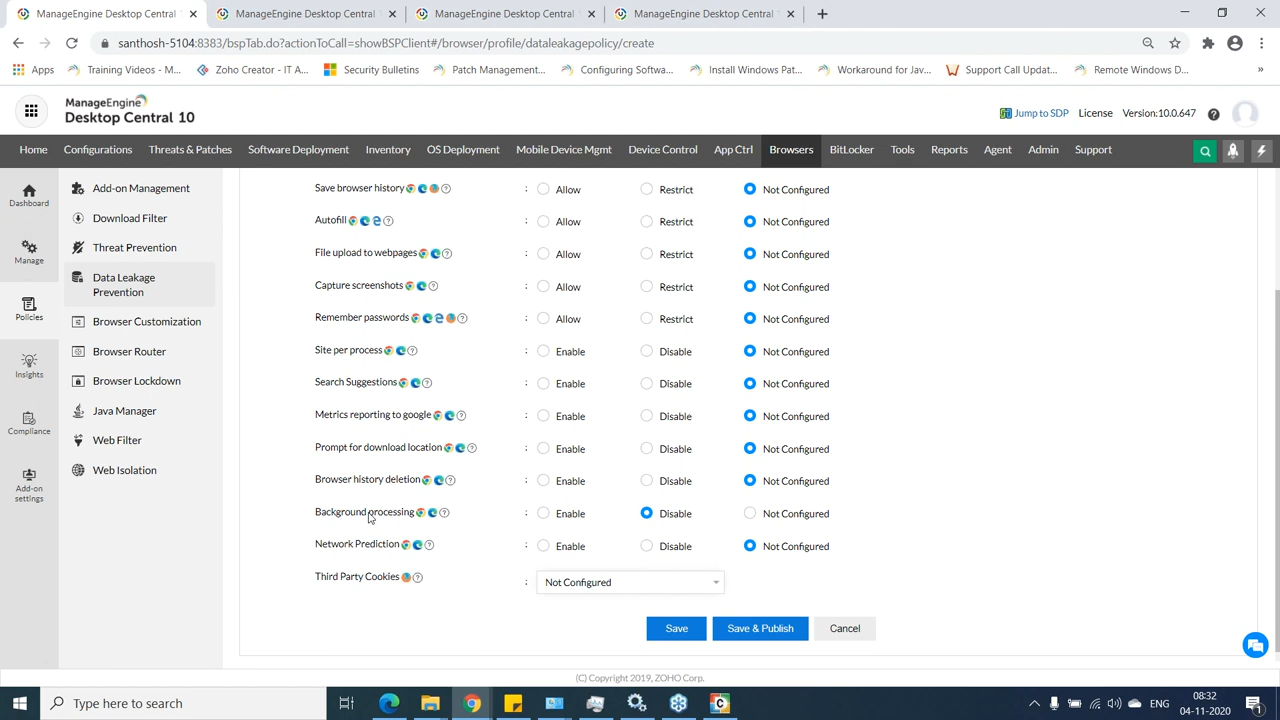 ManageEngine Desktop Central
ManageEngine Desktop Central
ManageEngine Desktop Central
ManageEngine Desktop Central
santhosh-5104:8383/bspTab.do?actionToCall=showBSPClient#/browser/profile/dataleakagepolicy/create
Apps
Training Videos - M...
Zoho Creator - IT A...
Security Bulletins
Patch Management...
Configuring Softwa...
Install Windows Pat...
Workaround for Jav...
Support Call Updat...
Remote Windows D...
ManageEngine
Desktop Central 10
Jump to SDP
License
Version:10.0.647
Home
Configurations
Threats & Patches
Software Deployment
Inventory
OS Deployment
Mobile Device Mgmt
Device Control
App Ctrl
Browsers
BitLocker
Tools
Reports
Agent
Admin
Support
Dashboard
Manage
Policies
Insights
Compliance
Add-on
settings
Add-on Management
Download Filter
Threat Prevention
Data Leakage
Prevention
Browser Customization
Browser Router
Browser Lockdown
Java Manager
Web Filter
Web Isolation
Save browser history : Allow Restrict Not Configured
Autofill : Allow Restrict Not Configured
File upload to webpages : Allow Restrict Not Configured
Capture screenshots : Allow Restrict Not Configured
Remember passwords : Allow Restrict Not Configured
Site per process : Enable Disable Not Configured
Search Suggestions : Enable Disable Not Configured
Metrics reporting to google : Enable Disable Not Configured
Prompt for download location : Enable Disable Not Configured
Browser history deletion : Enable Disable Not Configured
Background processing : Enable Disable Not Configured
Network Prediction : Enable Disable Not Configured
Third Party Cookies : Not Configured
Save
Save & Publish
Cancel
(C) Copyright 2019, ZOHO Corp.
Type here to search
ENG
08:32
04-11-2020